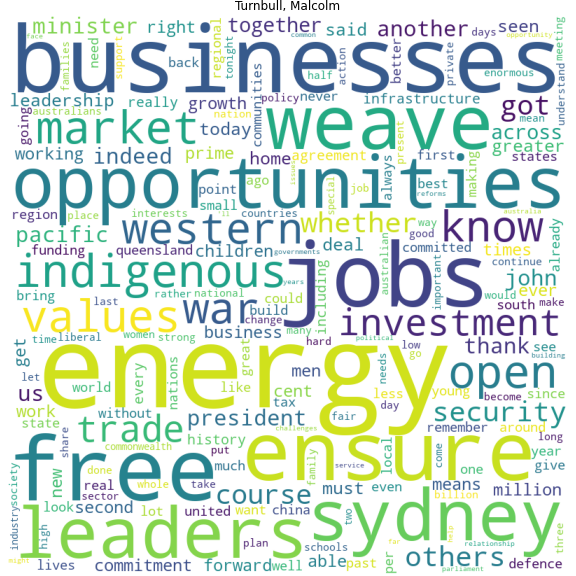 Turnbull, Malcolm
face
common
days
opportunity
minister
right
together
said
another
seen
meeting
businesses
families
need
support
back
regional
tonight
half
action
better
private
enormous
understand
leadership
really
growth
communities
policy
never
infrastructure
got
going
australians
nation
mean
market
today
weave
across
greater
working
indeed
prime
home
agreement
present
first
making
states
ago
always
point
special
job
best
reforms
opportunities
small
region
place
interests
countries
ll
way
good
australia
western
whether
know
pacific
deal
committed
times
already
funding
queensland
children
governments
including
australian
important
continue
indigenous
jobs
john
years
bring
rather
national
could
would
ever
last
war
build
change
many
south
make
values
investment
time
liberal
women
strong
business
hard
political
low
thank
see
get
let
building
energy
great
men
go
needs
become
since
us
world
every
nations
like
cent
less
young
open
work
without
tax
day
state
president
fair
security
trade
history
remember
around
share
commonwealth
put
challenges
long
free
ensure
new
done
real
much
family
service
local
come
one
year
look
sector
whole
take
course
must
even
means
give
society
industry
second
lot
united
want
china
two
billion
million
high
plan
schools
help
relationship
three
leaders
sydney
far
others
might
lives
commitment
forward
well
able
past
per
parliament
defence